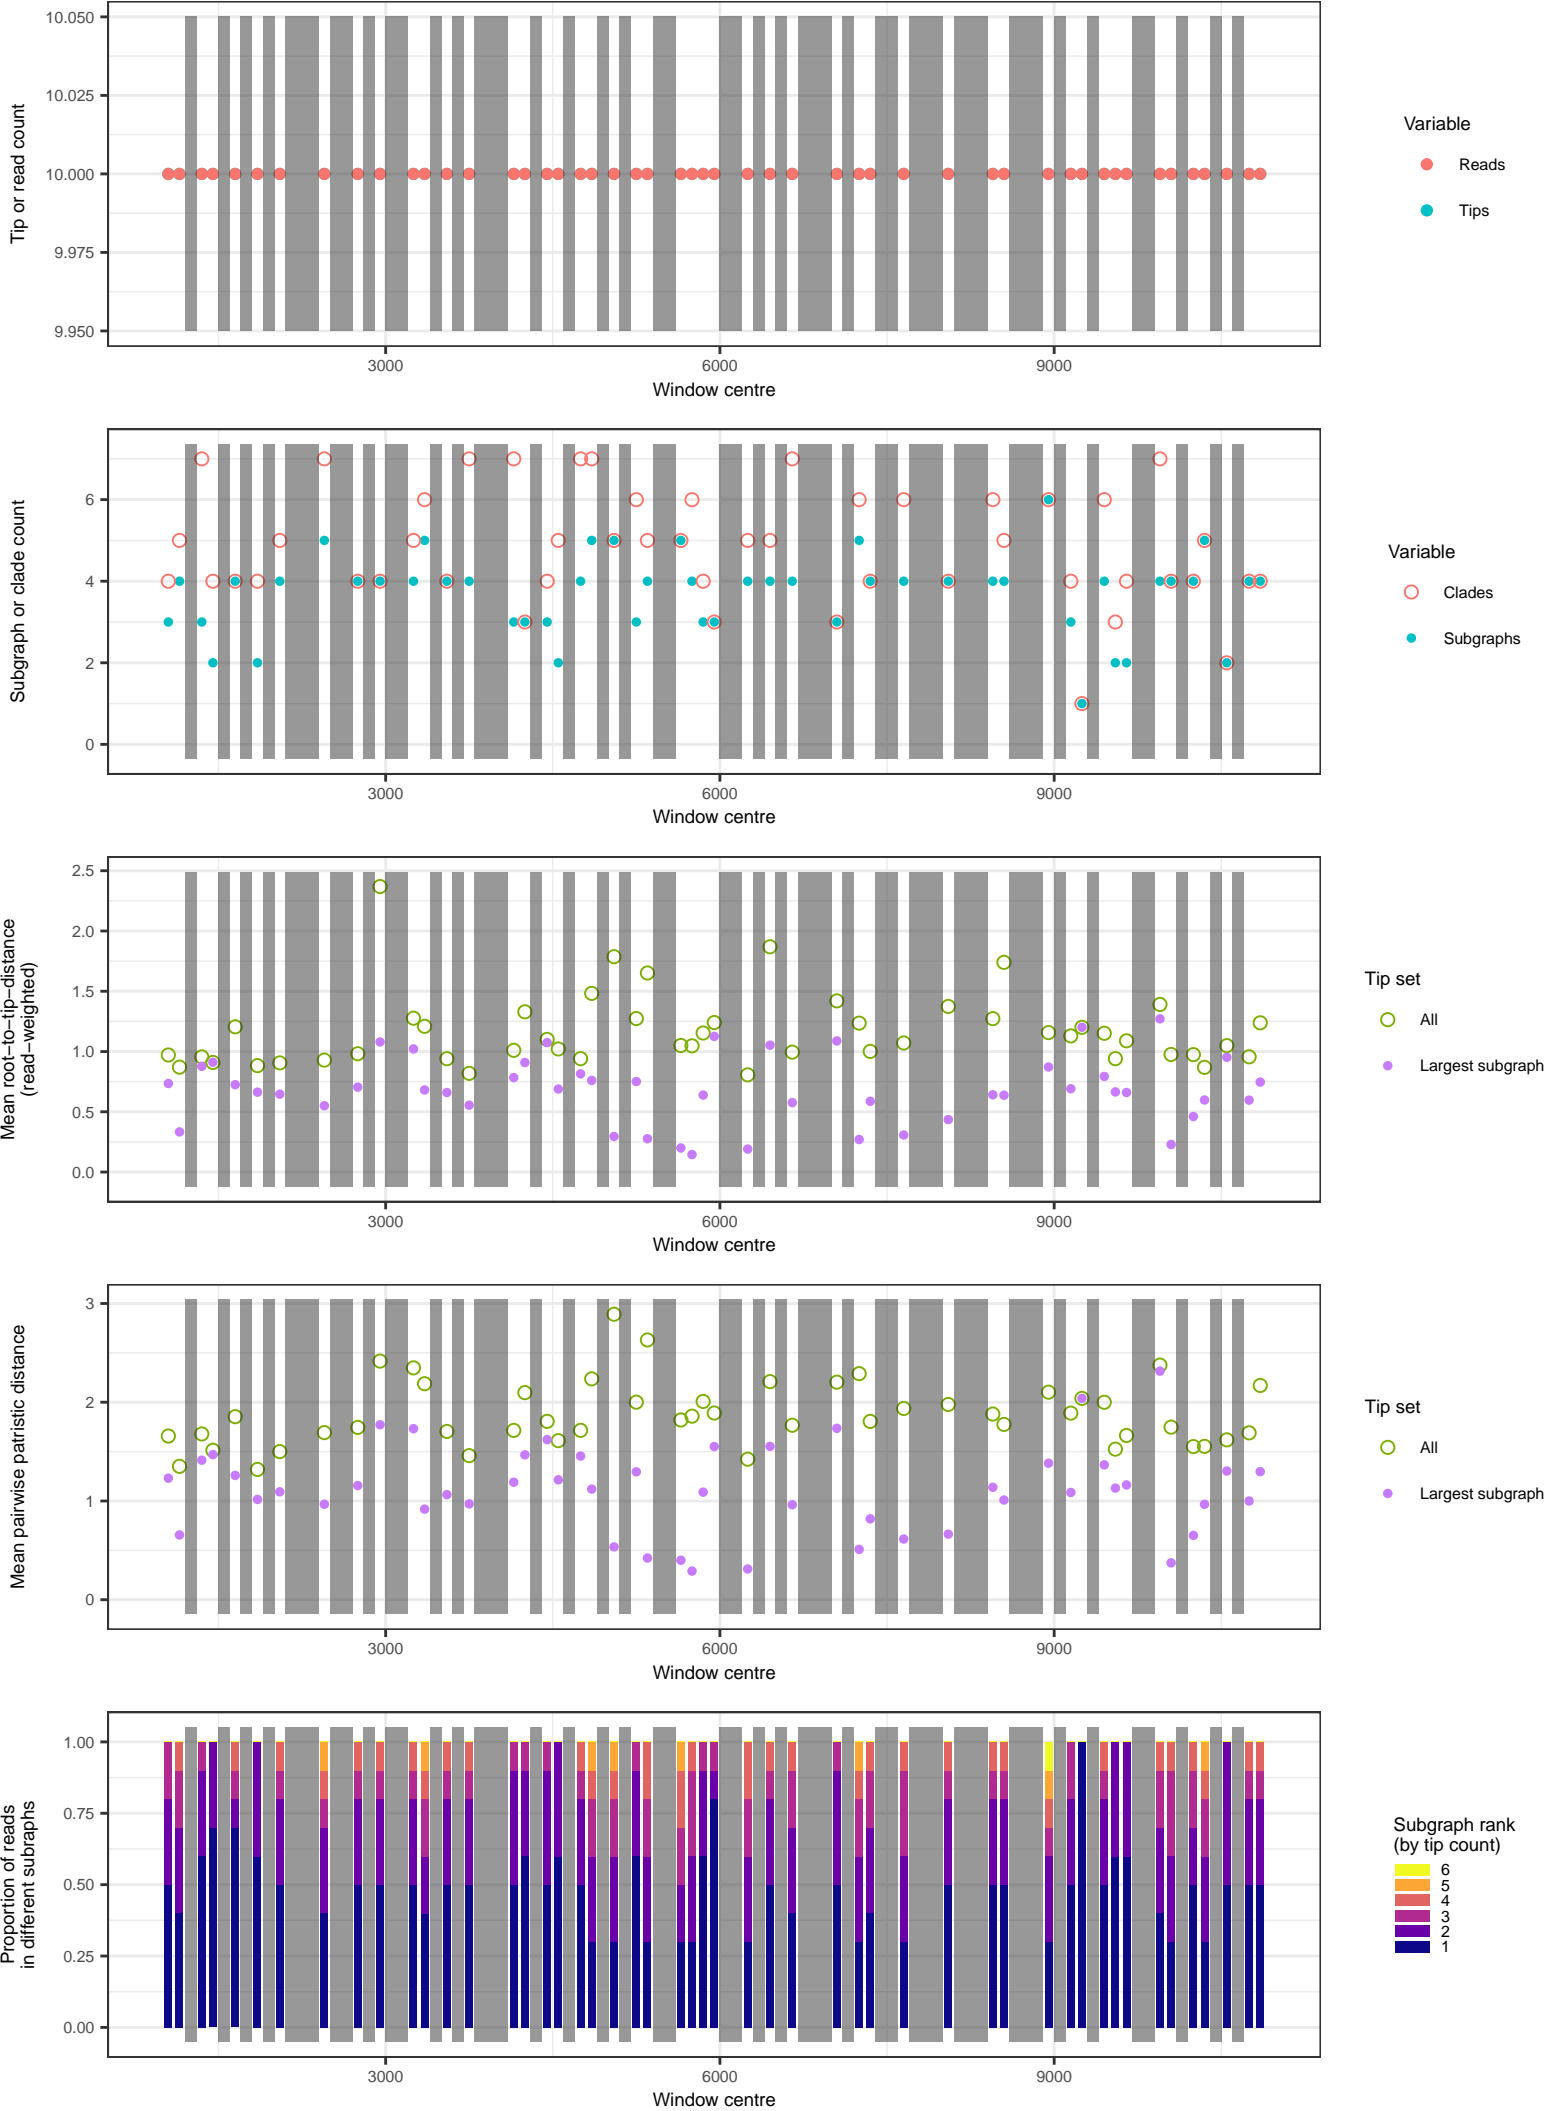 10.050
10.025
10.000
9.975
9.950
Tip or read count
3000 6000 9000
Window centre
Variable
Reads
Tips
6
4
2
0
Subgraph or clade count
3000 6000 9000
Window centre
Variable
Clades
Subgraphs
2.5
2.0
1.5
1.0
0.5
0.0
Mean root−to−tip−distance
(read−weighted)
3000 6000 9000
Window centre
Tip set
All
Largest subgraph
3
2
1
0
Mean pairwise patristic distance
3000 6000 9000
Window centre
Tip set
All
Largest subgraph
1.00
0.75
0.50
0.25
0.00
Proportion of reads
in different subraphs
3000 6000 9000
Window centre
Subgraph rank
(by tip count)
6
5
4
3
2
1